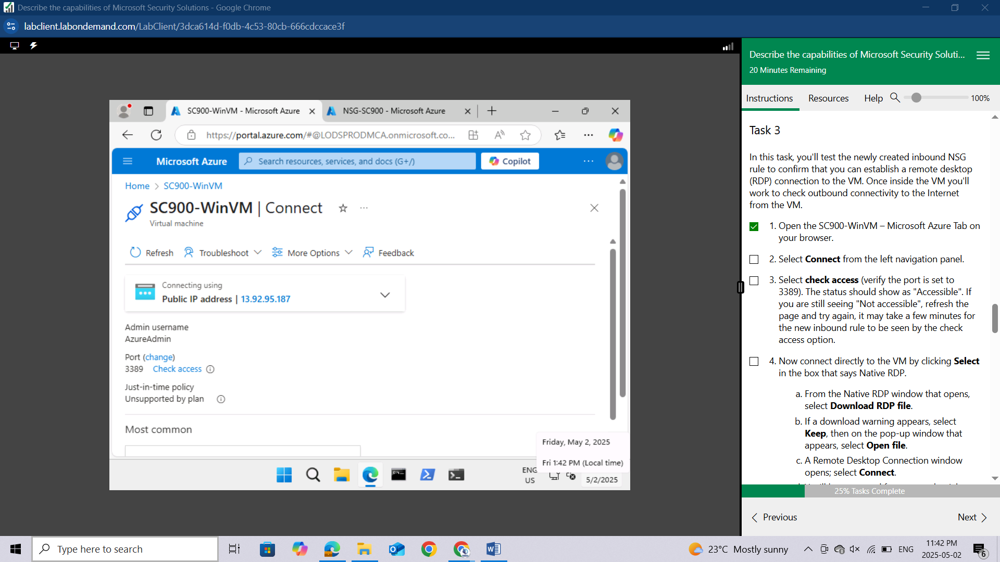 Describe the capabilities of Microsoft Security Solutions - Google Chrome
labclient.labondemand.com/LabClient/3dca614d-f0db-4c53-80cb-666cdccace3f
SC900-WinVM - Microsoft Azure
NSG-SC900 - Microsoft Azure
https://portal.azure.com/#@LODSPRODMCA.onmicrosoft.co...
Microsoft Azure
Search resources, services, and docs (G+/)
Copilot
Home > SC900-WinVM
SC900-WinVM | Connect
Virtual machine
Refresh
Troubleshoot
More Options
Feedback
Connecting using
Public IP address | 13.92.95.187
Admin username
AzureAdmin
Port (change)
3389 Check access
Just-in-time policy
Unsupported by plan
Most common
Friday, May 2, 2025
Fri 1:42 PM (Local time)
ENG
US
5/2/2025
Describe the capabilities of Microsoft Security Soluti...
20 Minutes Remaining
Instructions
Resources
Help
100%
Task 3
In this task, you'll test the newly created inbound NSG
rule to confirm that you can establish a remote desktop
(RDP) connection to the VM. Once inside the VM you'll
work to check outbound connectivity to the Internet
from the VM.
1. Open the SC900-WinVM – Microsoft Azure Tab on
your browser.
2. Select Connect from the left navigation panel.
3. Select check access (verify the port is set to
3389). The status should show as "Accessible". If
you are still seeing "Not accessible", refresh the
page and try again, it may take a few minutes for
the new inbound rule to be seen by the check
access option.
4. Now connect directly to the VM by clicking Select
in the box that says Native RDP.
a. From the Native RDP window that opens,
select Download RDP file.
b. If a download warning appears, select
Keep, then on the pop-up window that
appears, select Open file.
c. A Remote Desktop Connection window
opens; select Connect.
25% Tasks Complete
Previous
Next
Type here to search
23°C Mostly sunny
ENG
11:42 PM
2025-05-02
6